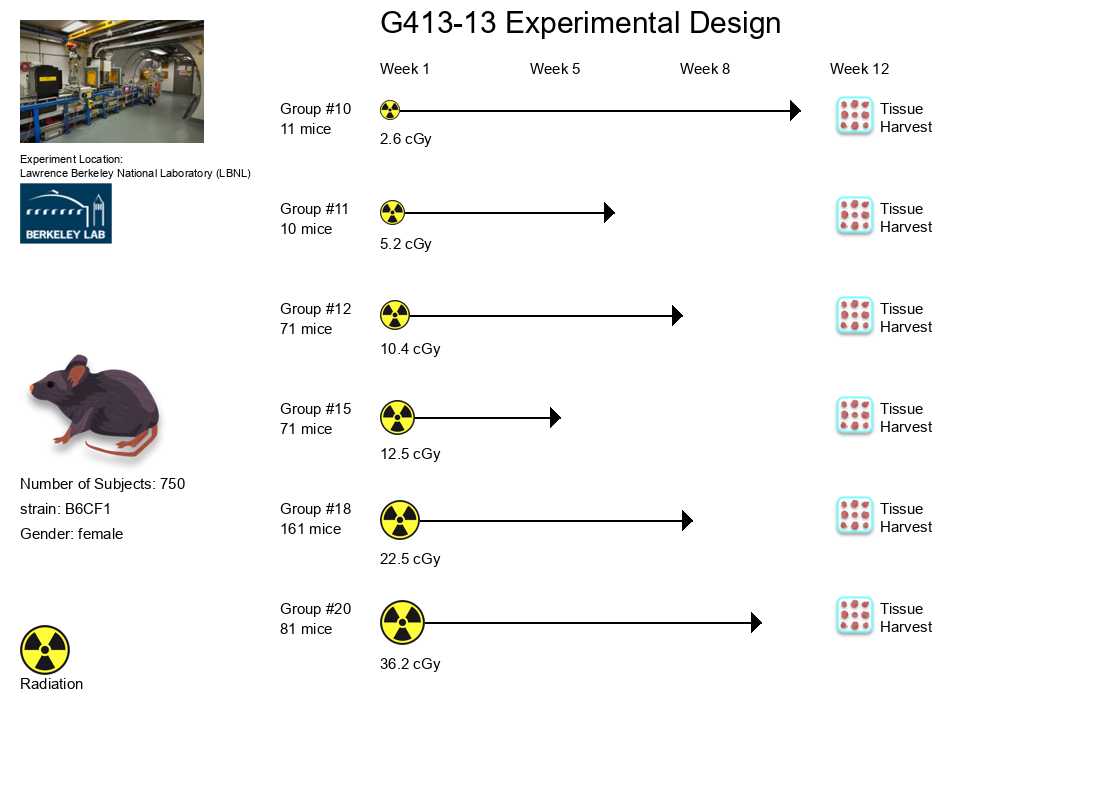 G413-13 Experimental Design
Week 1
Week 5
Week 8
Week 12
Experiment Location:
Lawrence Berkeley National Laboratory (LBNL)
BERKELEY LAB
Number of Subjects: 750
strain: B6CF1
Gender: female
Radiation
Group #10
11 mice
2.6 cGy
Tissue
Harvest
Group #11
10 mice
5.2 cGy
Tissue
Harvest
Group #12
71 mice
10.4 cGy
Tissue
Harvest
Group #15
71 mice
12.5 cGy
Tissue
Harvest
Group #18
161 mice
22.5 cGy
Tissue
Harvest
Group #20
81 mice
36.2 cGy
Tissue
Harvest